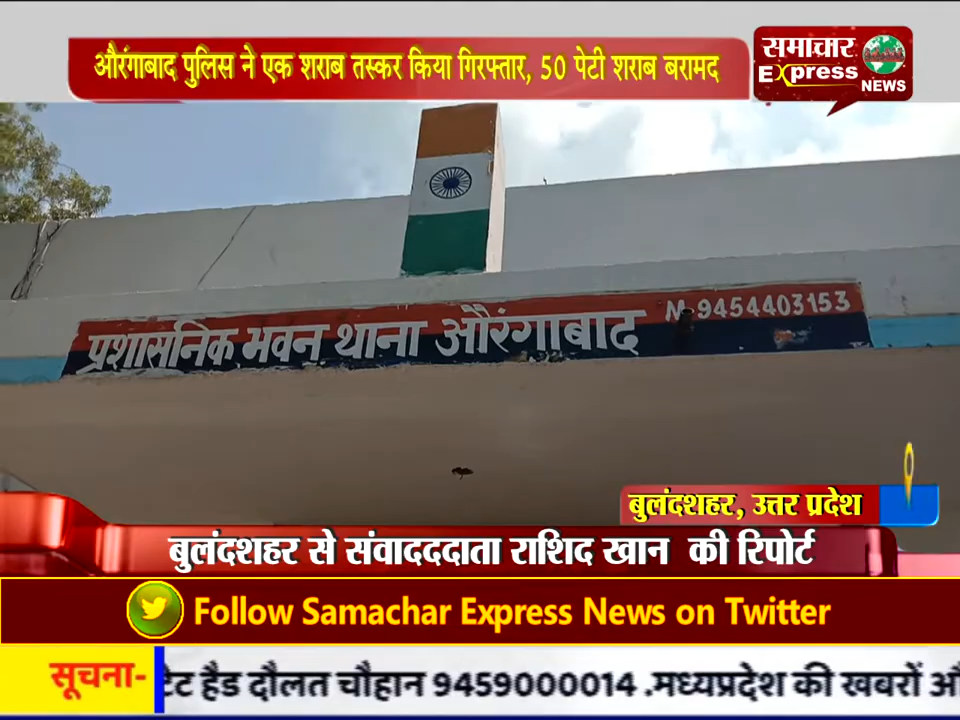 औरंगाबाद पुलिस ने एक शराब तस्कर किया गिरफ्तार, 50 पेटी शराब बरामद
समाचार
Express
NEWS
प्रशासनिक भवन थाना औरंगाबाद
9454403153
बुलंदशहर, उत्तर प्रदेश
बुलंदशहर से संवादददाता राशिद खान की रिपोर्ट
Follow Samachar Express News on Twitter
सूचना-
हैड दौलत चौहान 9459000014 .मध्यप्रदेश की खबरों